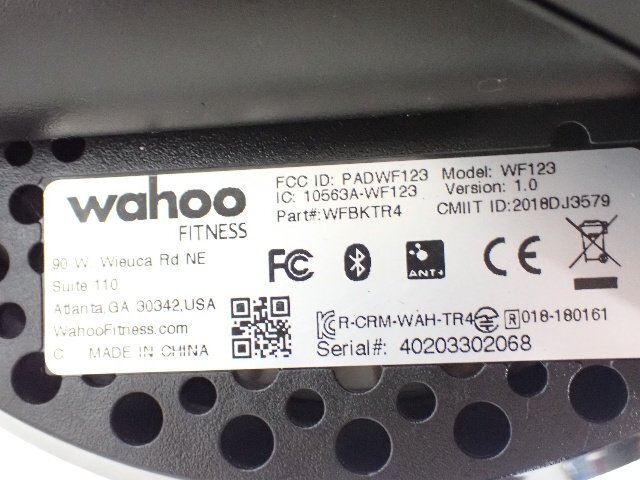 wahoo
FITNESS
90 W. Wieuca Rd NE
Suite 110
Atlanta,GA 30342,USA
WahooFitness.com
C MADE IN CHINA
FCC ID: PADWF123 Model: WF123
IC: 10563A-WF123 Version: 1.0
Part#:WFBKTR4 CMIIT ID:2018DJ3579
FC ANT+ CE
R-CRM-WAH-TR4 R 018-180161
Serial#: 40203302068